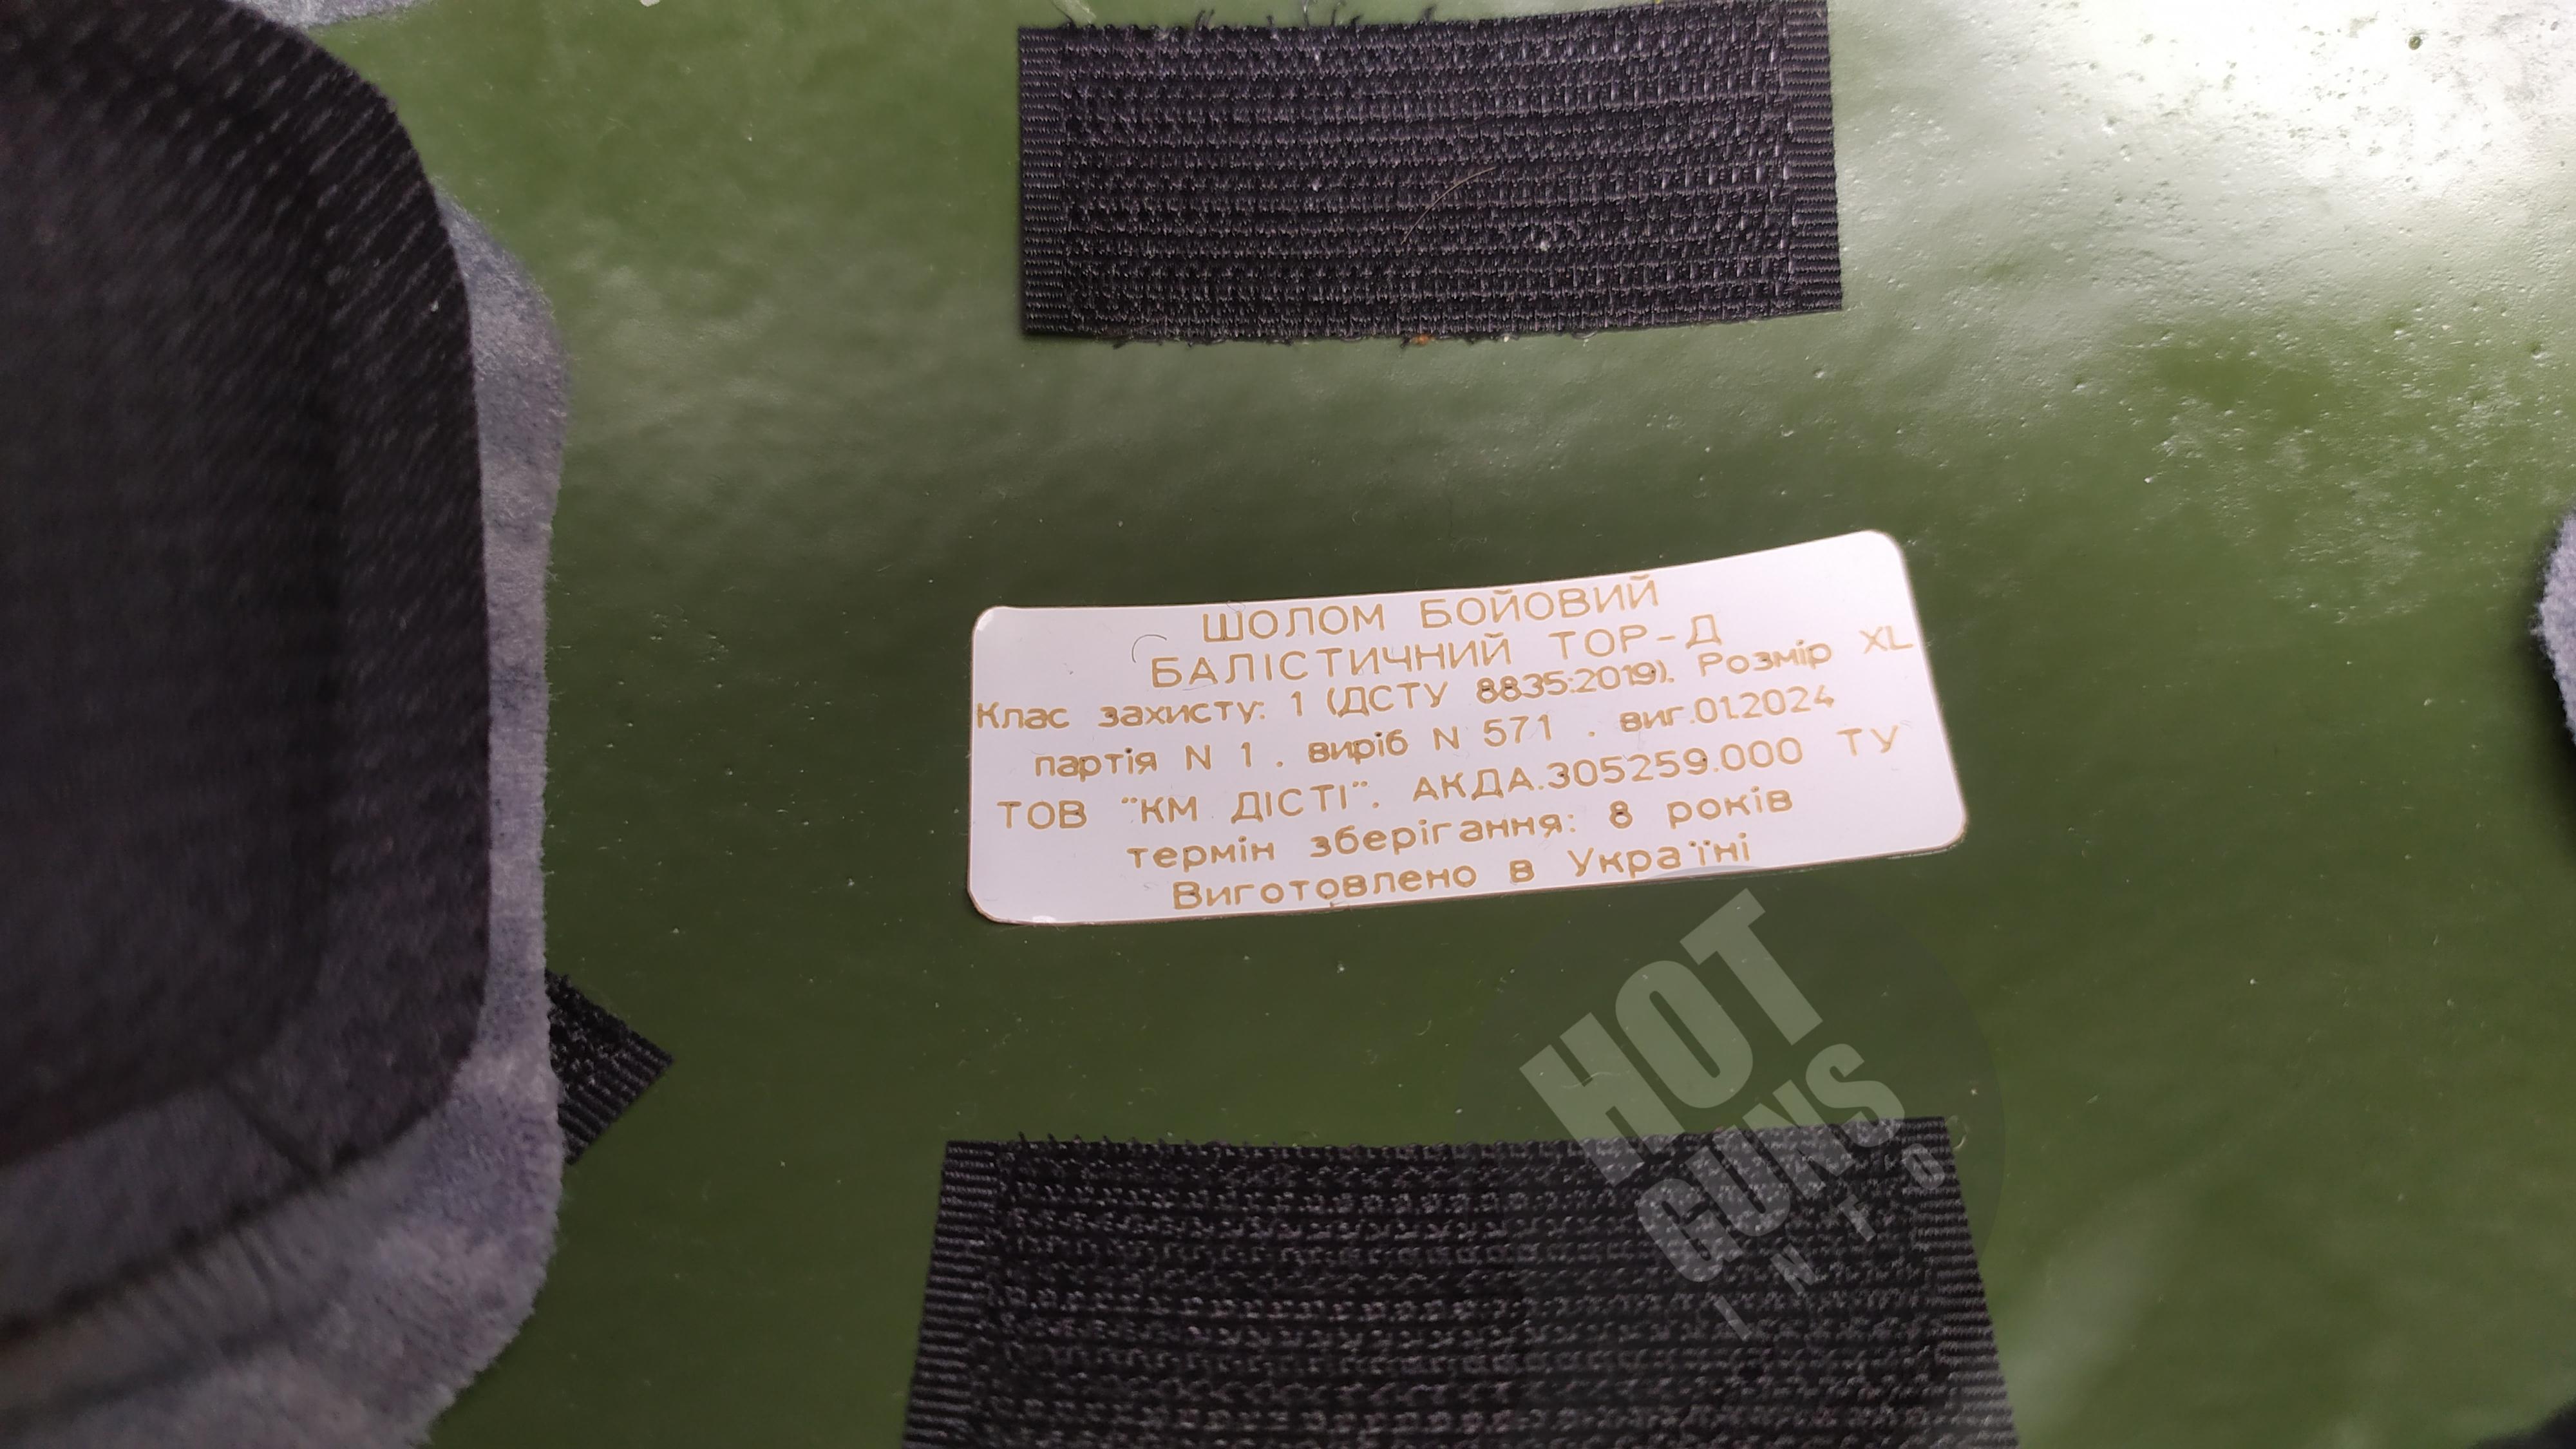 ШОЛОМ БОЙОВИЙ
БАЛІСТИЧНИЙ ТОР-Д
Клас захисту: 1 (ДСТУ 8835:2019). Розмір XL
партія N 1 . виріб N 571 . виг.01.2024
ТОВ "КМ ДІСТІ". АКДА.305259.000 ТУ
термін зберігання: 8 років
Виготовлено в Україїні
HOT
GUNS
INFO